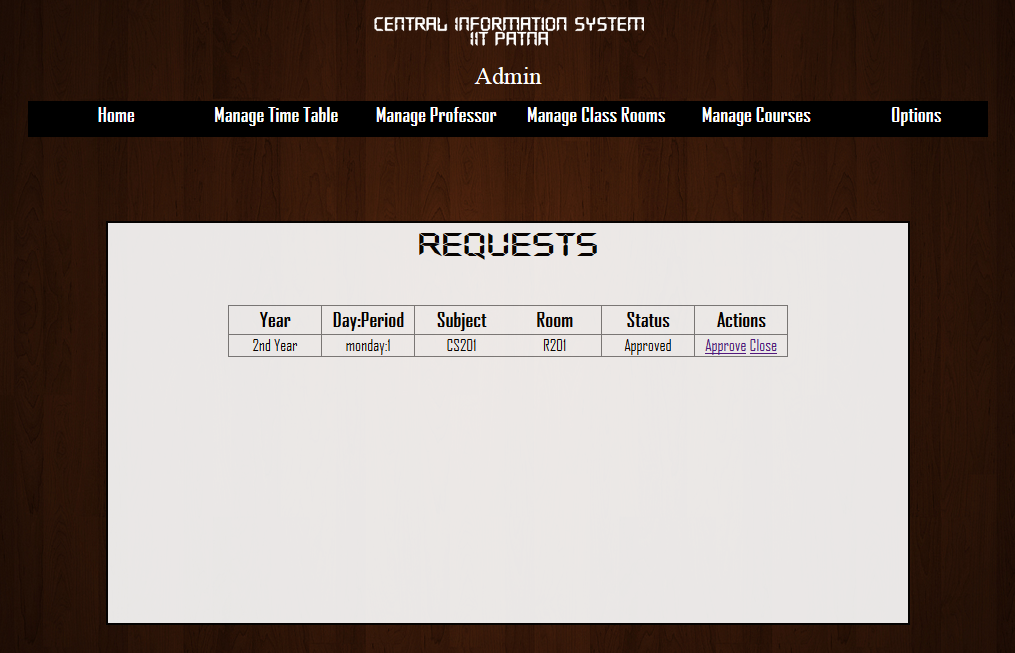 CENTRAL INFORMATION SYSTEM
IIT PATNA
Admin
Home Manage Time Table Manage Professor Manage Class Rooms Manage Courses Options
REQUESTS
Year Day:Period Subject Room Status Actions
2nd Year monday:1 CS201 R201 Approved Approve Close